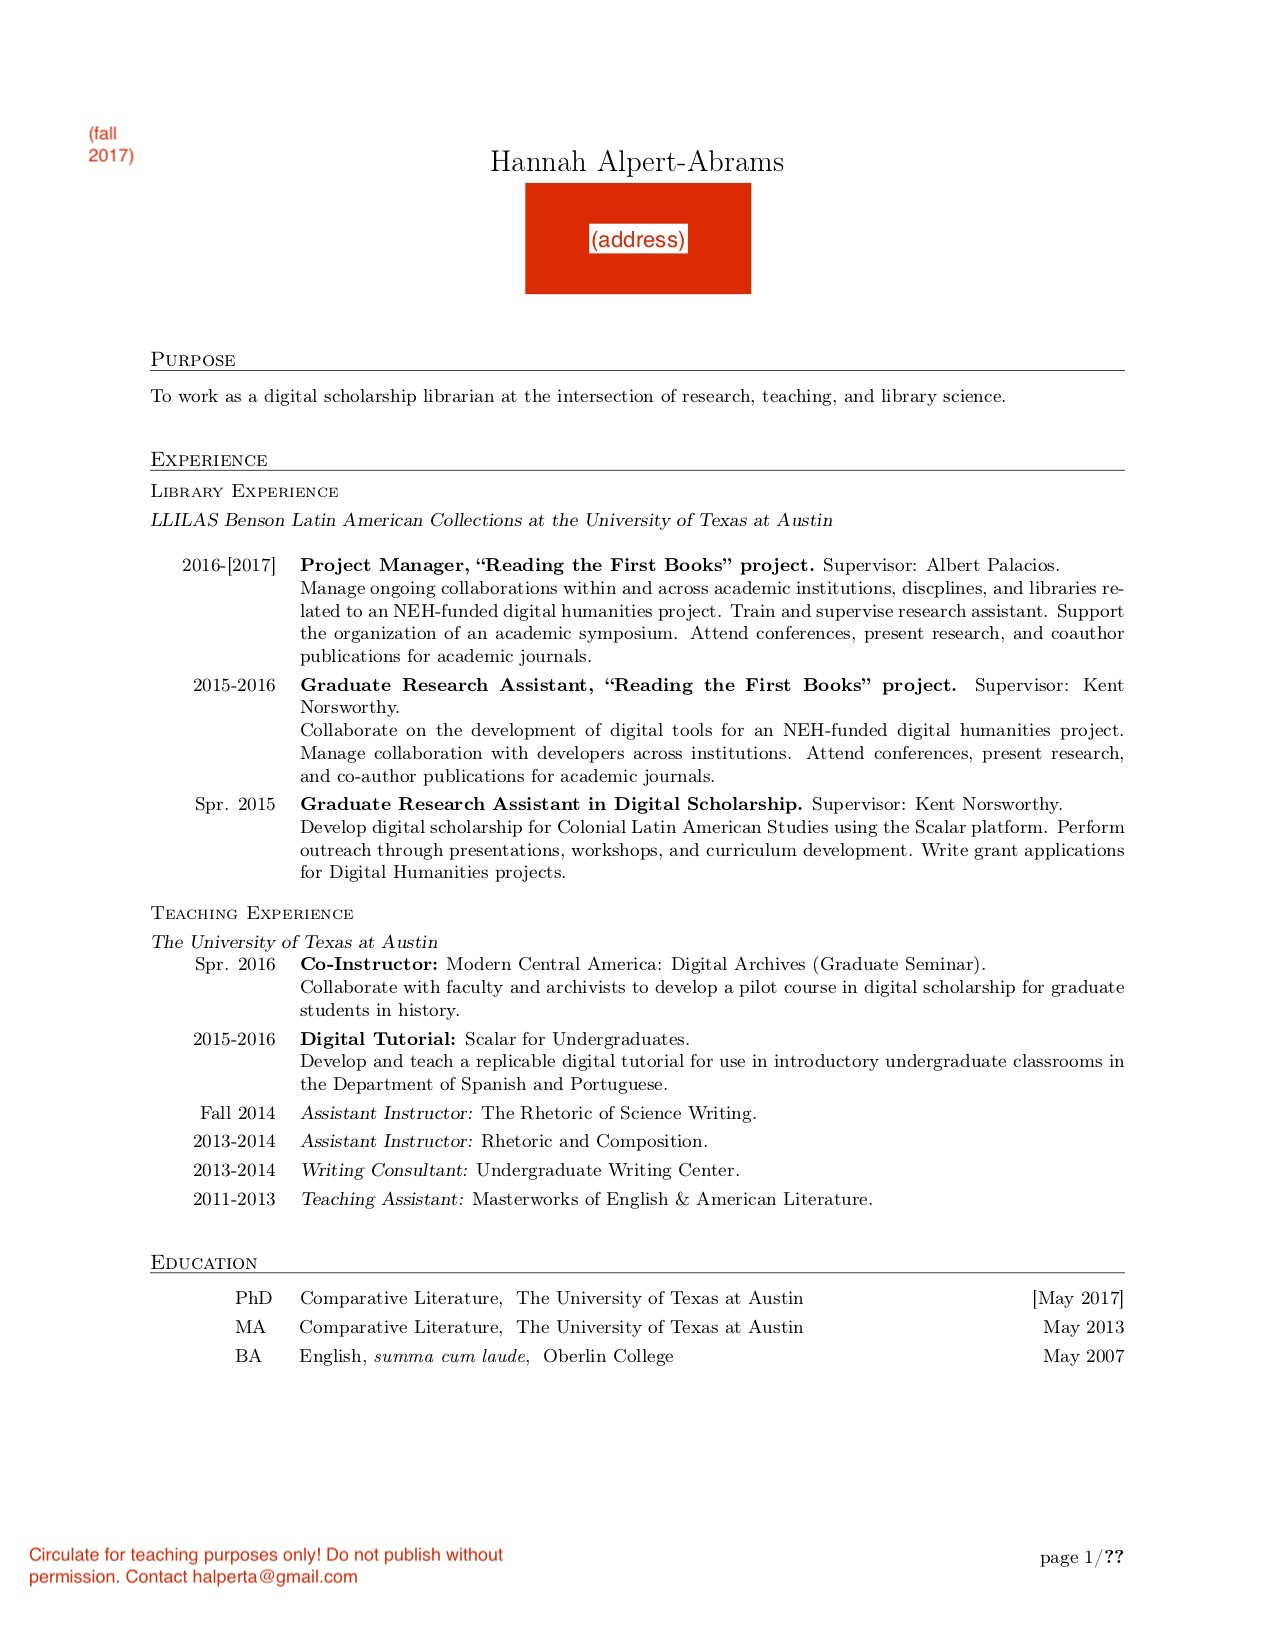 (fall
2017)
Hannah Alpert-Abrams
(address)
Purpose
To work as a digital scholarship librarian at the intersection of research, teaching, and library science.
Experience
Library Experience
LLILAS Benson Latin American Collections at the University of Texas at Austin
2016-[2017] Project Manager, “Reading the First Books” project. Supervisor: Albert Palacios.
Manage ongoing collaborations within and across academic institutions, discplines, and libraries re-
lated to an NEH-funded digital humanities project. Train and supervise research assistant. Support
the organization of an academic symposium. Attend conferences, present research, and coauthor
publications for academic journals.
2015-2016 Graduate Research Assistant, “Reading the First Books” project. Supervisor: Kent
Norsworthy.
Collaborate on the development of digital tools for an NEH-funded digital humanities project.
Manage collaboration with developers across institutions. Attend conferences, present research,
and co-author publications for academic journals.
Spr. 2015 Graduate Research Assistant in Digital Scholarship. Supervisor: Kent Norsworthy.
Develop digital scholarship for Colonial Latin American Studies using the Scalar platform. Perform
outreach through presentations, workshops, and curriculum development. Write grant applications
for Digital Humanities projects.
Teaching Experience
The University of Texas at Austin
Spr. 2016 Co-Instructor: Modern Central America: Digital Archives (Graduate Seminar).
Collaborate with faculty and archivists to develop a pilot course in digital scholarship for graduate
students in history.
2015-2016 Digital Tutorial: Scalar for Undergraduates.
Develop and teach a replicable digital tutorial for use in introductory undergraduate classrooms in
the Department of Spanish and Portuguese.
Fall 2014 Assistant Instructor: The Rhetoric of Science Writing.
2013-2014 Assistant Instructor: Rhetoric and Composition.
2013-2014 Writing Consultant: Undergraduate Writing Center.
2011-2013 Teaching Assistant: Masterworks of English & American Literature.
Education
PhD Comparative Literature, The University of Texas at Austin [May 2017]
MA Comparative Literature, The University of Texas at Austin May 2013
BA English, summa cum laude, Oberlin College May 2007
Circulate for teaching purposes only! Do not publish without
permission. Contact halperta@gmail.com
page 1/??